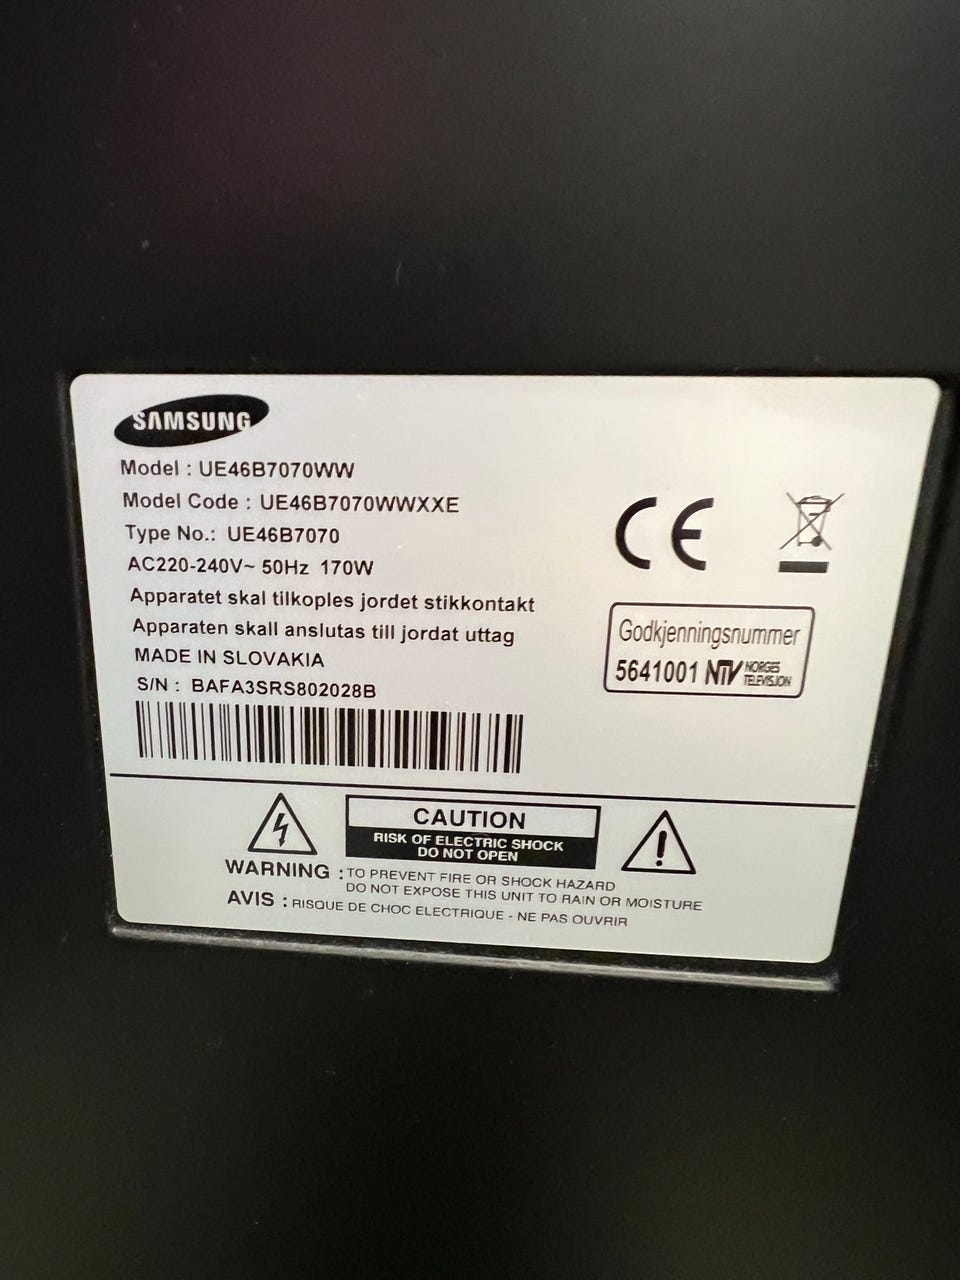 SAMSUNG
Model : UE46B7070WW
Model Code : UE46B7070WWXXE
Type No.: UE46B7070
AC220-240V~ 50Hz 170W
Apparatet skal tilkoples jordet stikkontakt
Apparaten skall anslutas till jordat uttag
MADE IN SLOVAKIA
S/N : BAFA3SRS802028B
CE
Godkjenningsnummer
5641001 NTV NORGES
TELEVISJON
CAUTION
RISK OF ELECTRIC SHOCK
DO NOT OPEN
WARNING : TO PREVENT FIRE OR SHOCK HAZARD
DO NOT EXPOSE THIS UNIT TO RAIN OR MOISTURE
AVIS : RISQUE DE CHOC ELECTRIQUE - NE PAS OUVRIR